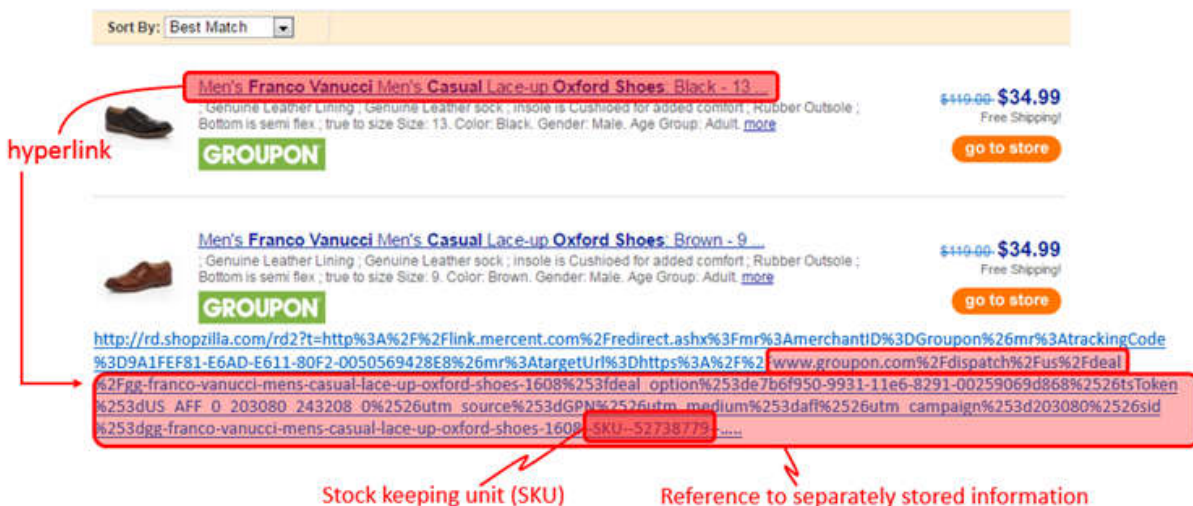 Sort By: Best Match
Men's Franco Vanucci Men's Casual Lace-up Oxford Shoes: Black - 13 ...
; Genuine Leather Lining ; Genuine Leather sock ; insole is Cushioed for added comfort ; Rubber Outsole ;
Bottom is semi flex ; true to size Size: 13. Color: Black. Gender: Male. Age Group: Adult. more
GROUPON
$119.00 $34.99
Free Shipping!
go to store
hyperlink
Men's Franco Vanucci Men's Casual Lace-up Oxford Shoes: Brown - 9 ...
; Genuine Leather Lining ; Genuine Leather sock ; insole is Cushioed for added comfort ; Rubber Outsole ;
Bottom is semi flex ; true to size Size: 9. Color: Brown. Gender: Male. Age Group: Adult. more
GROUPON
$119.00 $34.99
Free Shipping!
go to store
http://rd.shopzilla.com/rd2?t=http%3A%2F%2Flink.mercent.com%2Fredirect.ashx%3Fmr%3AmerchantID%3DGroupon%26mr%3AtrackingCode
%3D9A1FEF81-E6AD-E611-80F2-0050569428E8%26mr%3AtargetUrl%3Dhttps%3A%2F%2Fwww.groupon.com%2Fdispatch%2Fus%2Fdeal
%2Fgg-franco-vanucci-mens-casual-lace-up-oxford-shoes-1608%253fdeal_option%253de7b6f950-9931-11e6-8291-00259069d868%2526tsToken
%253dUS_AFF_0_203080_243208_0%2526utm_source%253dGPN%2526utm_medium%253daff%2526utm_campaign%253d203080%2526sid
%253dgg-franco-vanucci-mens-casual-lace-up-oxford-shoes-1608--SKU--52738779--.....
Stock keeping unit (SKU)
Reference to separately stored information